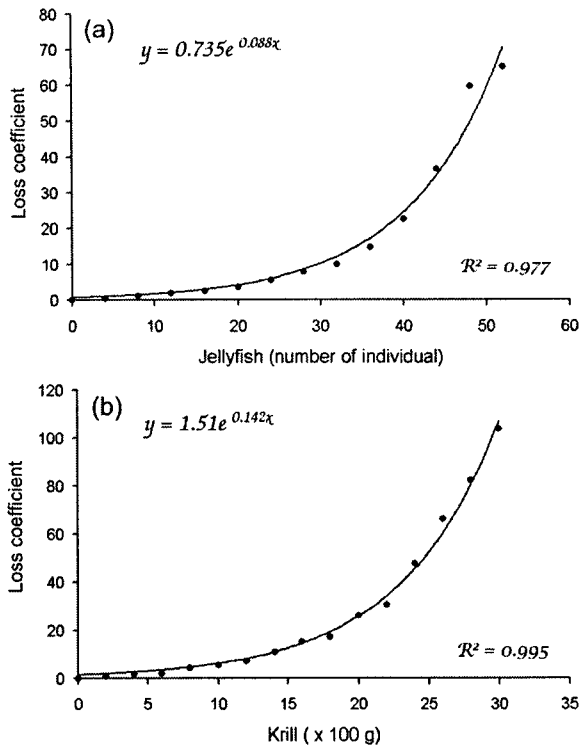 (a)
y = 0.735e^0.088x
Loss coefficient
80
70
60
50
40
30
20
10
0
R² = 0.977
0 10 20 30 40 50 60
Jellyfish (number of individual)
(b)
y = 1.51e^0.142x
Loss coefficient
120
100
80
60
40
20
0
R² = 0.995
0 5 10 15 20 25 30 35
Krill ( x 100 g)